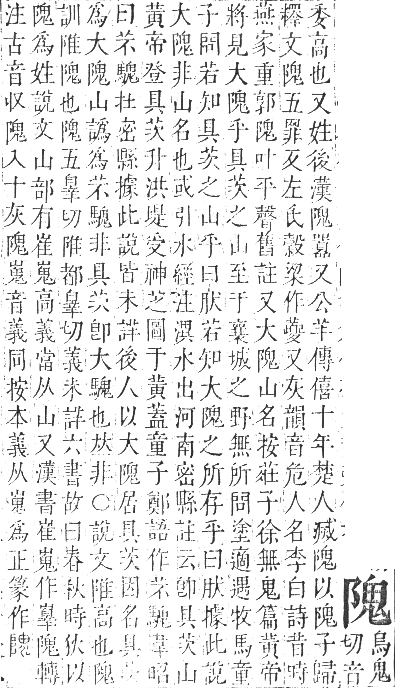 隗烏鬼切音
委高也又姓後漢隗囂又公羊傳僖十年楚人滅隗以隗子歸
釋文隗五罪反左氏穀梁作夔又灰韻音危人名李白詩昔時
燕家重郭隗叶平聲舊註又大隗山名按莊子徐無鬼篇黃帝
將見大隗乎具茨之山至于襄城之野無所問塗適遇牧馬童
子問若知具茨之山乎曰朕若知大隗之所存乎曰朕據此說
大隗非山名也或引水經注溟水出河南密縣註云卽具茨山
黃帝登具茨升洪堤受神芝圖于黃蓋童子鄭語作茮騩韋昭
曰茮騩在密縣據此說皆未詳後人以大隗居具茨因名具茨
為大隗山譌為茮騩非具茨卽大騩也𠀤非〇說文陮高也隗
訓陮隗也隗五辠切陮都辠切義未詳六書故曰春秋時狄以
隗為姓說文山部有崔嵬高義當从山又漢書崔嵬作辠隗轉
注古音収隗入十灰隗嵬音義同按本義从嵬為正篆作隗